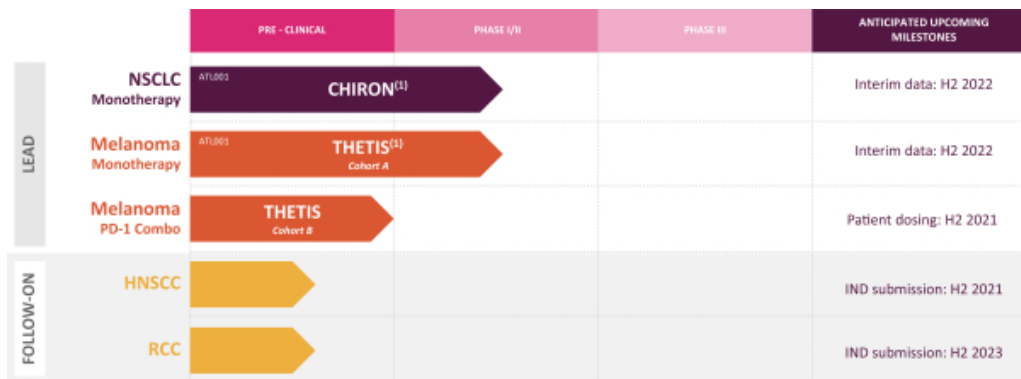 PRE - CLINICAL
PHASE I/II
PHASE III
ANTICIPATED UPCOMING
MILESTONES
LEAD
NSCLC
Monotherapy
ATL001
CHIRON(1)
Interim data: H2 2022
Melanoma
Monotherapy
ATL001
THETIS(1)
Cohort A
Interim data: H2 2022
Melanoma
PD-1 Combo
THETIS
Cohort B
Patient dosing: H2 2021
FOLLOW-ON
HNSCC
IND submission: H2 2021
RCC
IND submission: H2 2023